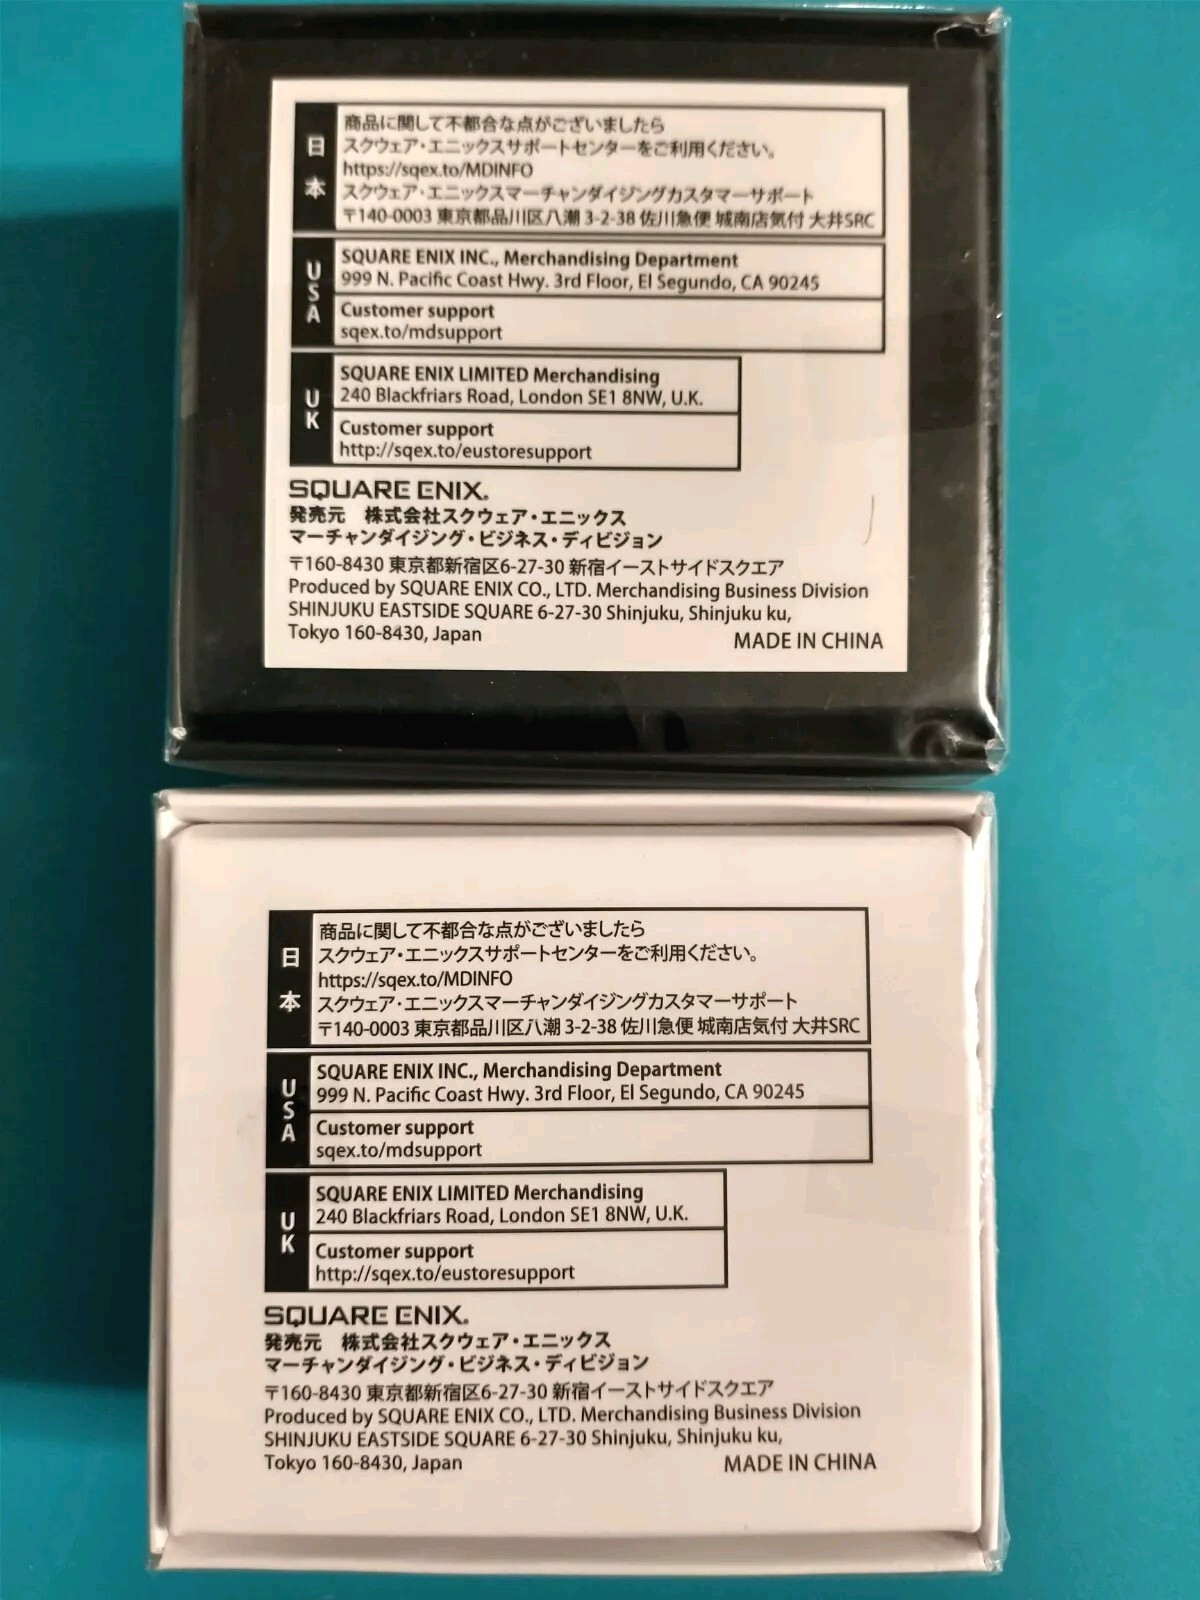 日本
商品に関して不都合な点がございましたら
スクウェア・エニックスサポートセンターをご利用ください。
https://sqex.to/MDINFO
スクウェア・エニックスマーチャンダイジングカスタマーサポート
〒140-0003 東京都品川区八潮 3-2-38 佐川急便 城南店気付 大井SRC
USA
SQUARE ENIX INC., Merchandising Department
999 N. Pacific Coast Hwy. 3rd Floor, El Segundo, CA 90245
Customer support
sqex.to/mdsupport
UK
SQUARE ENIX LIMITED Merchandising
240 Blackfriars Road, London SE1 8NW, U.K.
Customer support
http://sqex.to/eustoresupport
SQUARE ENIX.
発売元 株式会社スクウェア・エニックス
マーチャンダイジング・ビジネス・ディビジョン
〒160-8430 東京都新宿区6-27-30 新宿イーストサイドスクエア
Produced by SQUARE ENIX CO., LTD. Merchandising Business Division
SHINJUKU EASTSIDE SQUARE 6-27-30 Shinjuku, Shinjuku ku,
Tokyo 160-8430, Japan
MADE IN CHINA
日本
商品に関して不都合な点がございましたら
スクウェア・エニックスサポートセンターをご利用ください。
https://sqex.to/MDINFO
スクウェア・エニックスマーチャンダイジングカスタマーサポート
〒140-0003 東京都品川区八潮 3-2-38 佐川急便 城南店気付 大井SRC
USA
SQUARE ENIX INC., Merchandising Department
999 N. Pacific Coast Hwy. 3rd Floor, El Segundo, CA 90245
Customer support
sqex.to/mdsupport
UK
SQUARE ENIX LIMITED Merchandising
240 Blackfriars Road, London SE1 8NW, U.K.
Customer support
http://sqex.to/eustoresupport
SQUARE ENIX.
発売元 株式会社スクウェア・エニックス
マーチャンダイジング・ビジネス・ディビジョン
〒160-8430 東京都新宿区6-27-30 新宿イーストサイドスクエア
Produced by SQUARE ENIX CO., LTD. Merchandising Business Division
SHINJUKU EASTSIDE SQUARE 6-27-30 Shinjuku, Shinjuku ku,
Tokyo 160-8430, Japan
MADE IN CHINA